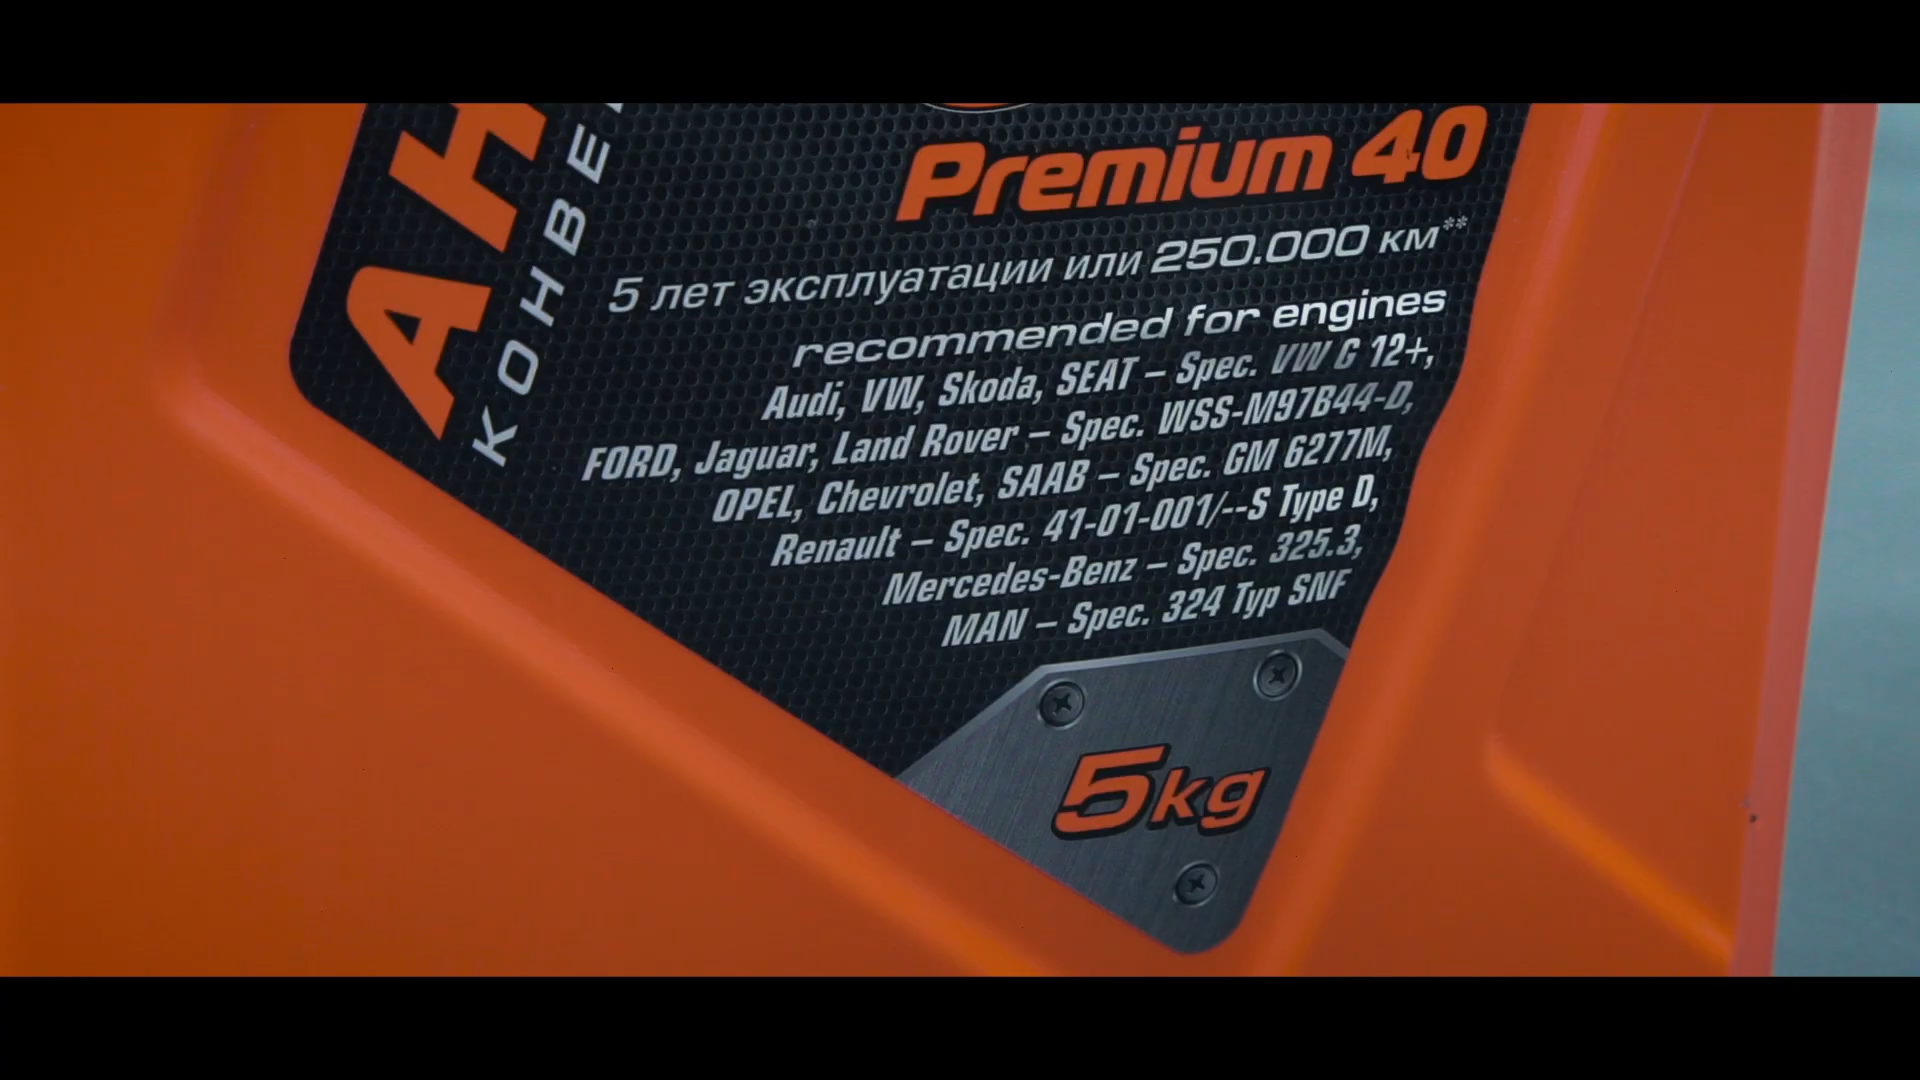 Premium 40
5 лет эксплуатации или 250.000 км**
recommended for engines
Audi, VW, Skoda, SEAT – Spec. VW G 12+,
FORD, Jaguar, Land Rover – Spec. WSS-M97B44-D,
OPEL, Chevrolet, SAAB – Spec. GM 6277M,
Renault – Spec. 41-01-001/--S Type D,
Mercedes-Benz – Spec. 325.3,
MAN – Spec. 324 Typ SNF
5kg